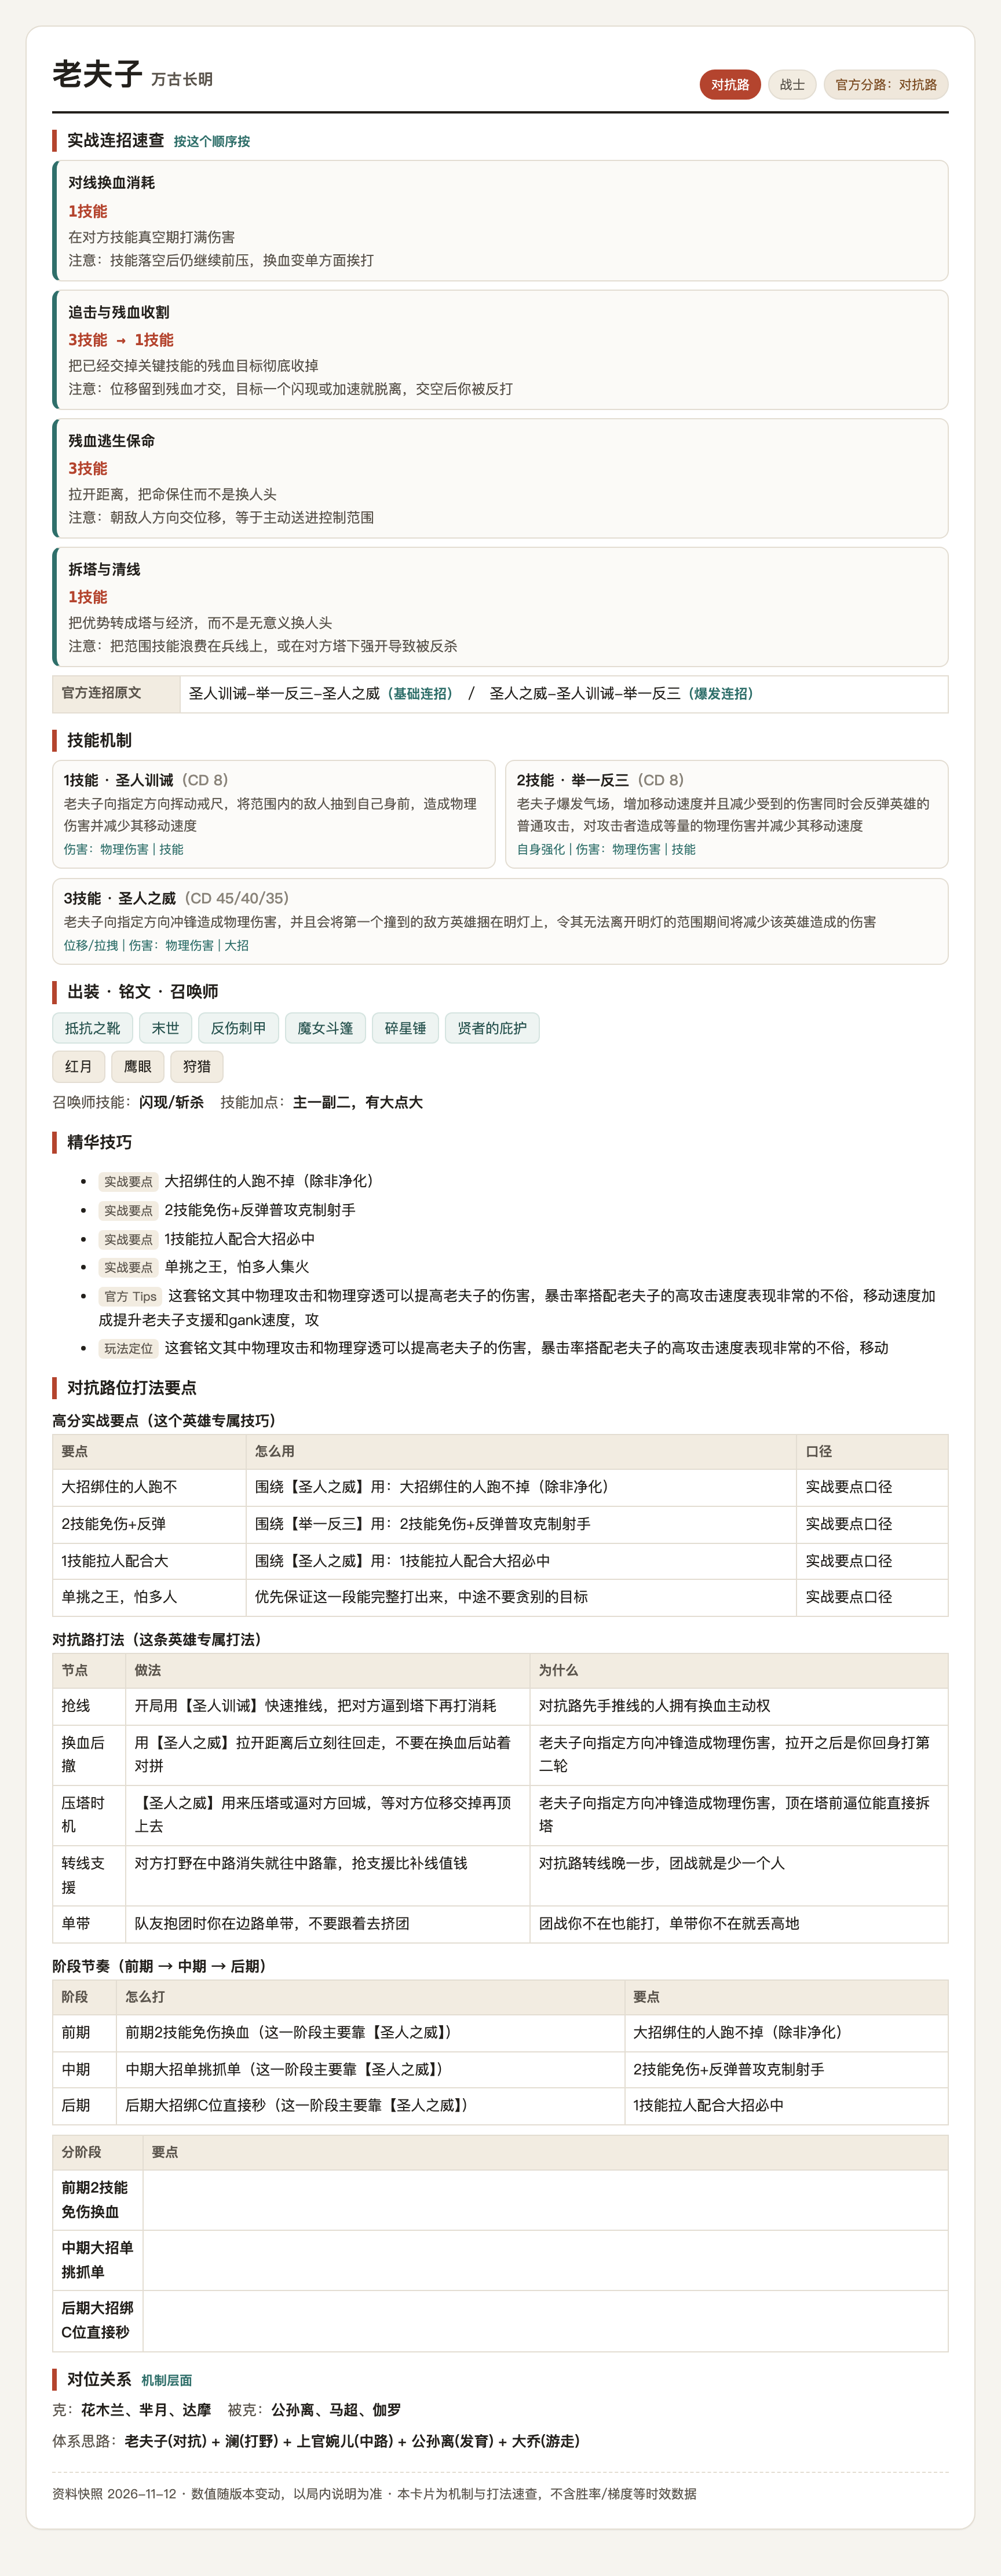 老夫子 万古长明
对抗路 战士 官方分路：对抗路
实战连招速查 按这个顺序按
对线换血消耗
1技能
在对方技能真空期打满伤害
注意：技能落空后仍继续前压，换血变单方面挨打
追击与残血收割
3技能 → 1技能
把已经交掉关键技能的残血目标彻底收掉
注意：位移留到残血才交，目标一个闪现或加速就脱离，交空后你被反打
残血逃生保命
3技能
拉开距离，把命保住而不是换人头
注意：朝敌人方向交位移，等于主动送进控制范围
拆塔与清线
1技能
把优势转成塔与经济，而不是无意义换人头
注意：把范围技能浪费在兵线上，或在对方塔下强开导致被反杀
官方连招原文 圣人训诫-举一反三-圣人之威（基础连招） / 圣人之威-圣人训诫-举一反三（爆发连招）
技能机制
1技能 · 圣人训诫（CD 8）
老夫子向指定方向挥动戒尺，将范围内的敌人抽到自己身前，造成物理
伤害并减少其移动速度
伤害：物理伤害 | 技能
2技能 · 举一反三（CD 8）
老夫子爆发气场，增加移动速度并且减少受到的伤害同时会反弹英雄的
普通攻击，对攻击者造成等量的物理伤害并减少其移动速度
自身强化 | 伤害：物理伤害 | 技能
3技能 · 圣人之威（CD 45/40/35）
老夫子向指定方向冲锋造成物理伤害，并且会将第一个撞到的敌方英雄捆在明灯上，令其无法离开明灯的范围期间将减少该英雄造成的伤害
位移/拉拽 | 伤害：物理伤害 | 大招
出装 · 铭文 · 召唤师
抵抗之靴 末世 反伤刺甲 魔女斗篷 碎星锤 贤者的庇护
红月 鹰眼 狩猎
召唤师技能：闪现/斩杀 技能加点：主一副二，有大点大
精华技巧
• 实战要点 大招绑住的人跑不掉（除非净化）
• 实战要点 2技能免伤+反弹普攻克制射手
• 实战要点 1技能拉人配合大招必中
• 实战要点 单挑之王，怕多人集火
• 官方 Tips 这套铭文其中物理攻击和物理穿透可以提高老夫子的伤害，暴击率搭配老夫子的高攻击速度表现非常的不俗，移动速度加
成提升老夫子支援和gank速度，攻
• 玩法定位 这套铭文其中物理攻击和物理穿透可以提高老夫子的伤害，暴击率搭配老夫子的高攻击速度表现非常的不俗，移动
对抗路位打法要点
高分实战要点（这个英雄专属技巧）
要点 怎么用 口径
大招绑住的人跑不 围绕【圣人之威】用：大招绑住的人跑不掉（除非净化） 实战要点口径
2技能免伤+反弹 围绕【举一反三】用：2技能免伤+反弹普攻克制射手 实战要点口径
1技能拉人配合大 围绕【圣人之威】用：1技能拉人配合大招必中 实战要点口径
单挑之王，怕多人 优先保证这一段能完整打出来，中途不要贪别的目标 实战要点口径
对抗路打法（这条英雄专属打法）
节点 做法 为什么
抢线 开局用【圣人训诫】快速推线，把对方逼到塔下再打消耗 对抗路先手推线的人拥有换血主动权
换血后 用【圣人之威】拉开距离后立刻往回走，不要在换血后站着 老夫子向指定方向冲锋造成物理伤害，拉开之后是你回身打第
撤 对拼 二轮
压塔时 【圣人之威】用来压塔或逼对方回城，等对方位移交掉再顶 老夫子向指定方向冲锋造成物理伤害，顶在塔前逼位能直接拆
机 上去 塔
转线支 对方打野在中路消失就往中路靠，抢支援比补线值钱 对抗路转线晚一步，团战就是少一个人
援
单带 队友抱团时你在边路单带，不要跟着去挤团 团战你不在也能打，单带你不在就丢高地
阶段节奏（前期 → 中期 → 后期）
阶段 怎么打 要点
前期 前期2技能免伤换血（这一阶段主要靠【圣人之威】） 大招绑住的人跑不掉（除非净化）
中期 中期大招单挑抓单（这一阶段主要靠【圣人之威】） 2技能免伤+反弹普攻克制射手
后期 后期大招绑C位直接秒（这一阶段主要靠【圣人之威】） 1技能拉人配合大招必中
分阶段 要点
前期2技能
免伤换血
中期大招单
挑抓单
后期大招绑
C位直接秒
对位关系 机制层面
克：花木兰、芈月、达摩 被克：公孙离、马超、伽罗
体系思路：老夫子(对抗) + 澜(打野) + 上官婉儿(中路) + 公孙离(发育) + 大乔(游走)
资料快照 2026-11-12 · 数值随版本变动，以局内说明为准 · 本卡片为机制与打法速查，不含胜率/梯度等时效数据